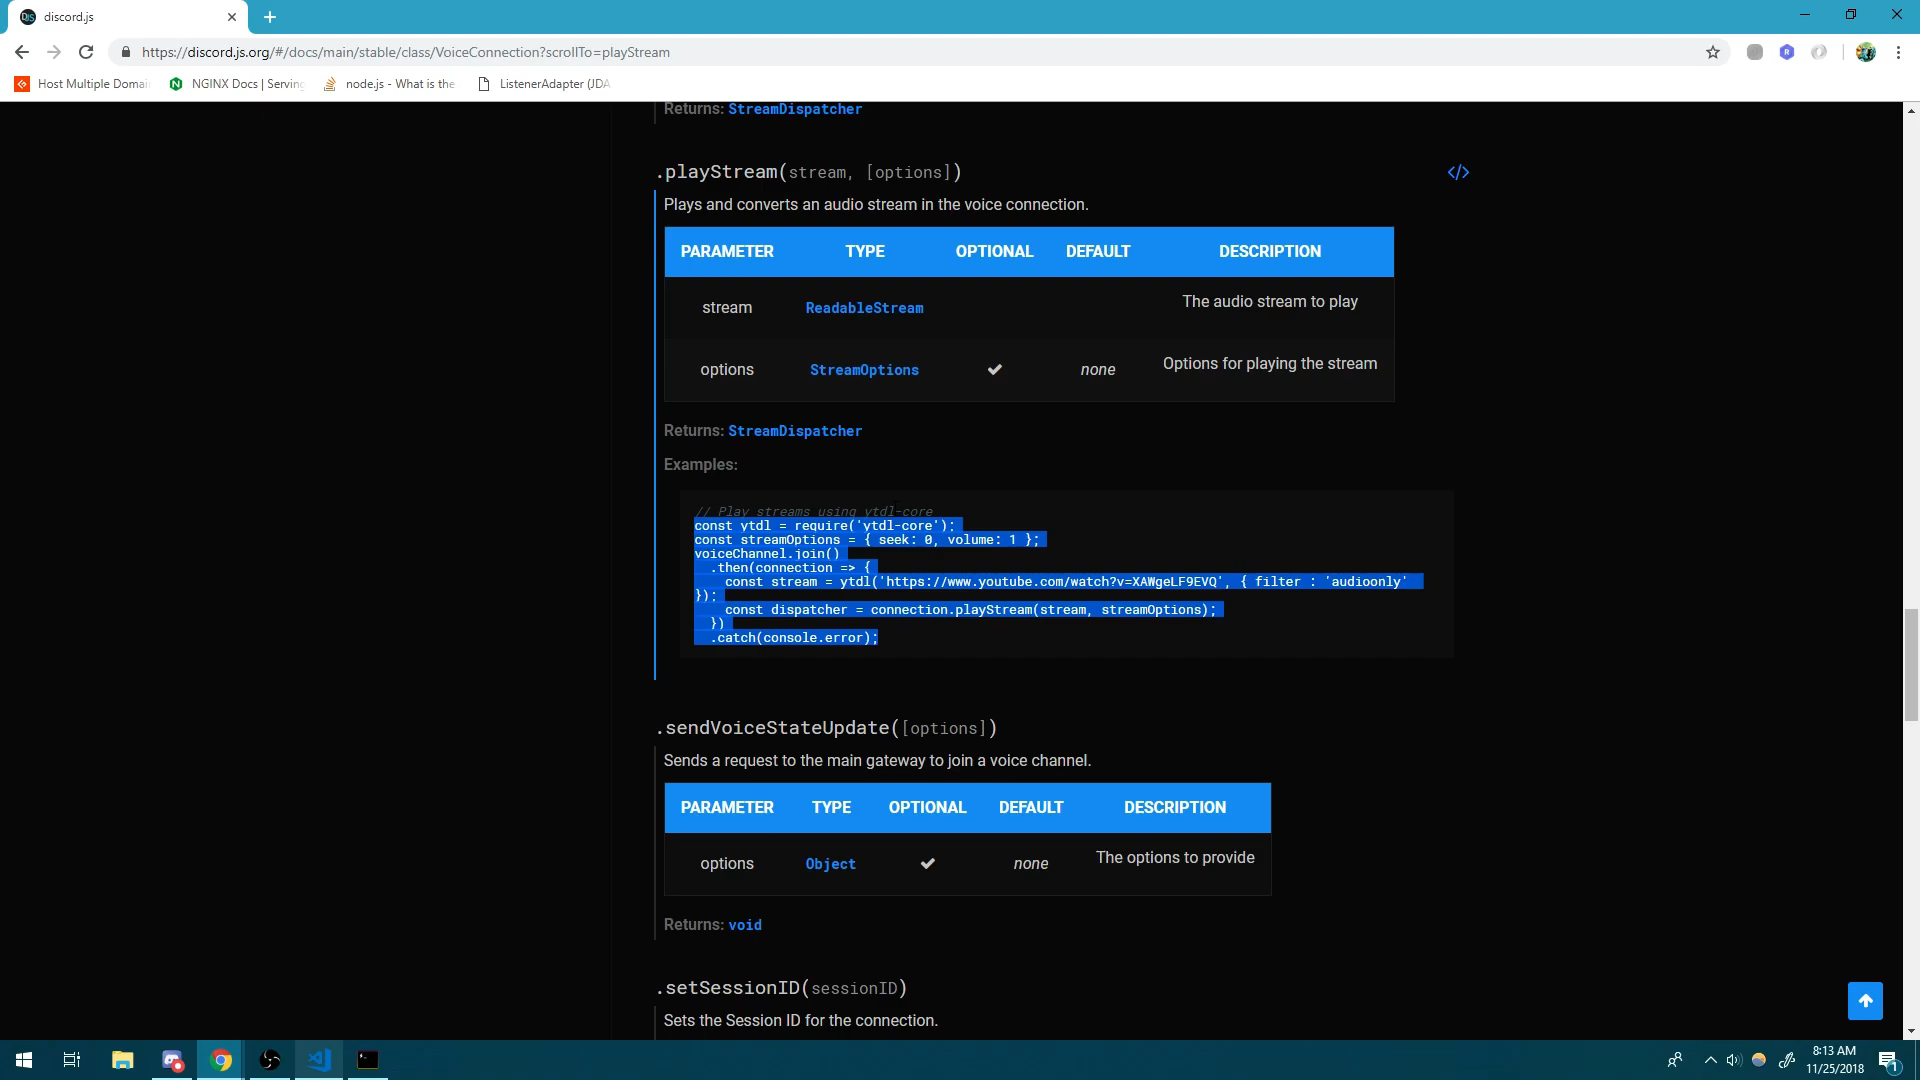 discord.js
https://discord.js.org/#/docs/main/stable/class/VoiceConnection?scrollTo=playStream
Host Multiple Domai
NGINX Docs | Serving
node.js - What is the
ListenerAdapter (JDA
Returns: StreamDispatcher
.playStream(stream, [options])
</>
Plays and converts an audio stream in the voice connection.
PARAMETER TYPE OPTIONAL DEFAULT DESCRIPTION
stream ReadableStream The audio stream to play
options StreamOptions ✔ none Options for playing the stream
Returns: StreamDispatcher
Examples:
// Play streams using ytdl-core
const ytdl = require('ytdl-core');
const streamOptions = { seek: 0, volume: 1 };
voiceChannel.join()
.then(connection => {
const stream = ytdl('https://www.youtube.com/watch?v=XAWgeLF9EVQ', { filter : 'audioonly'
});
const dispatcher = connection.playStream(stream, streamOptions);
})
.catch(console.error);
.sendVoiceStateUpdate([options])
Sends a request to the main gateway to join a voice channel.
PARAMETER TYPE OPTIONAL DEFAULT DESCRIPTION
options Object ✔ none The options to provide
Returns: void
.setSessionID(sessionID)
Sets the Session ID for the connection.
8:13 AM
11/25/2018
1